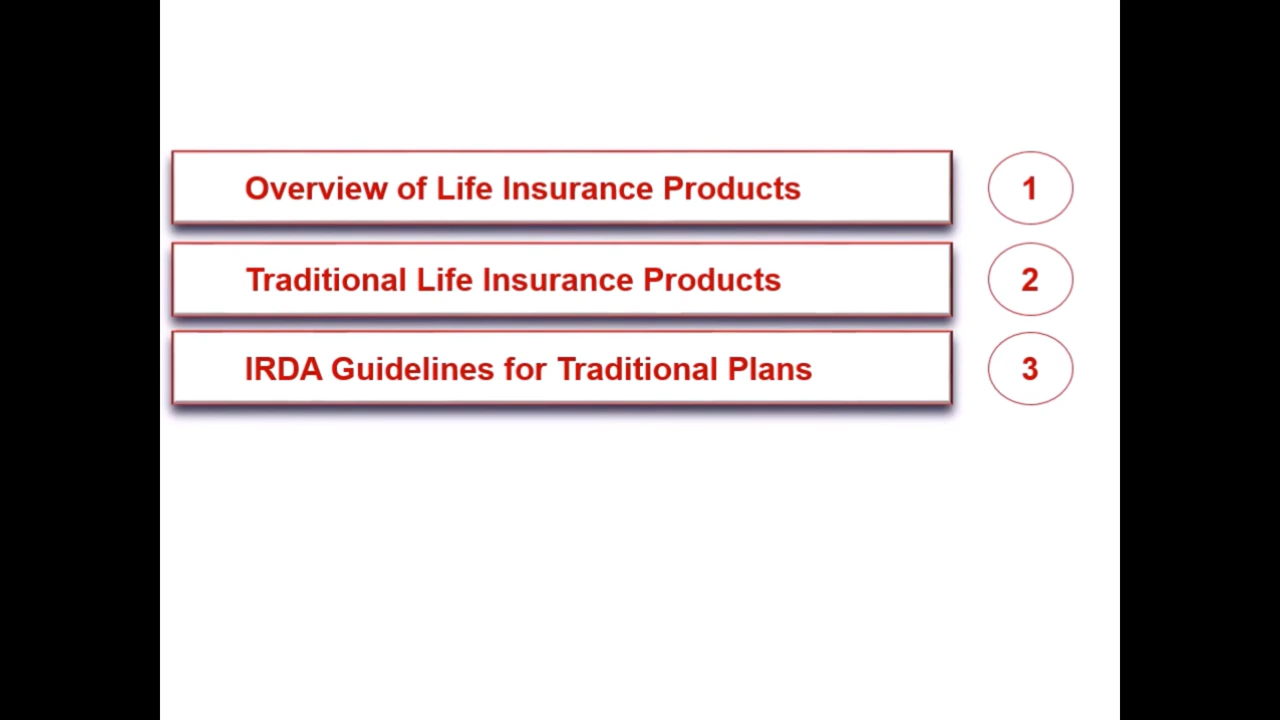 Overview of Life Insurance Products 1
Traditional Life Insurance Products 2
IRDA Guidelines for Traditional Plans 3